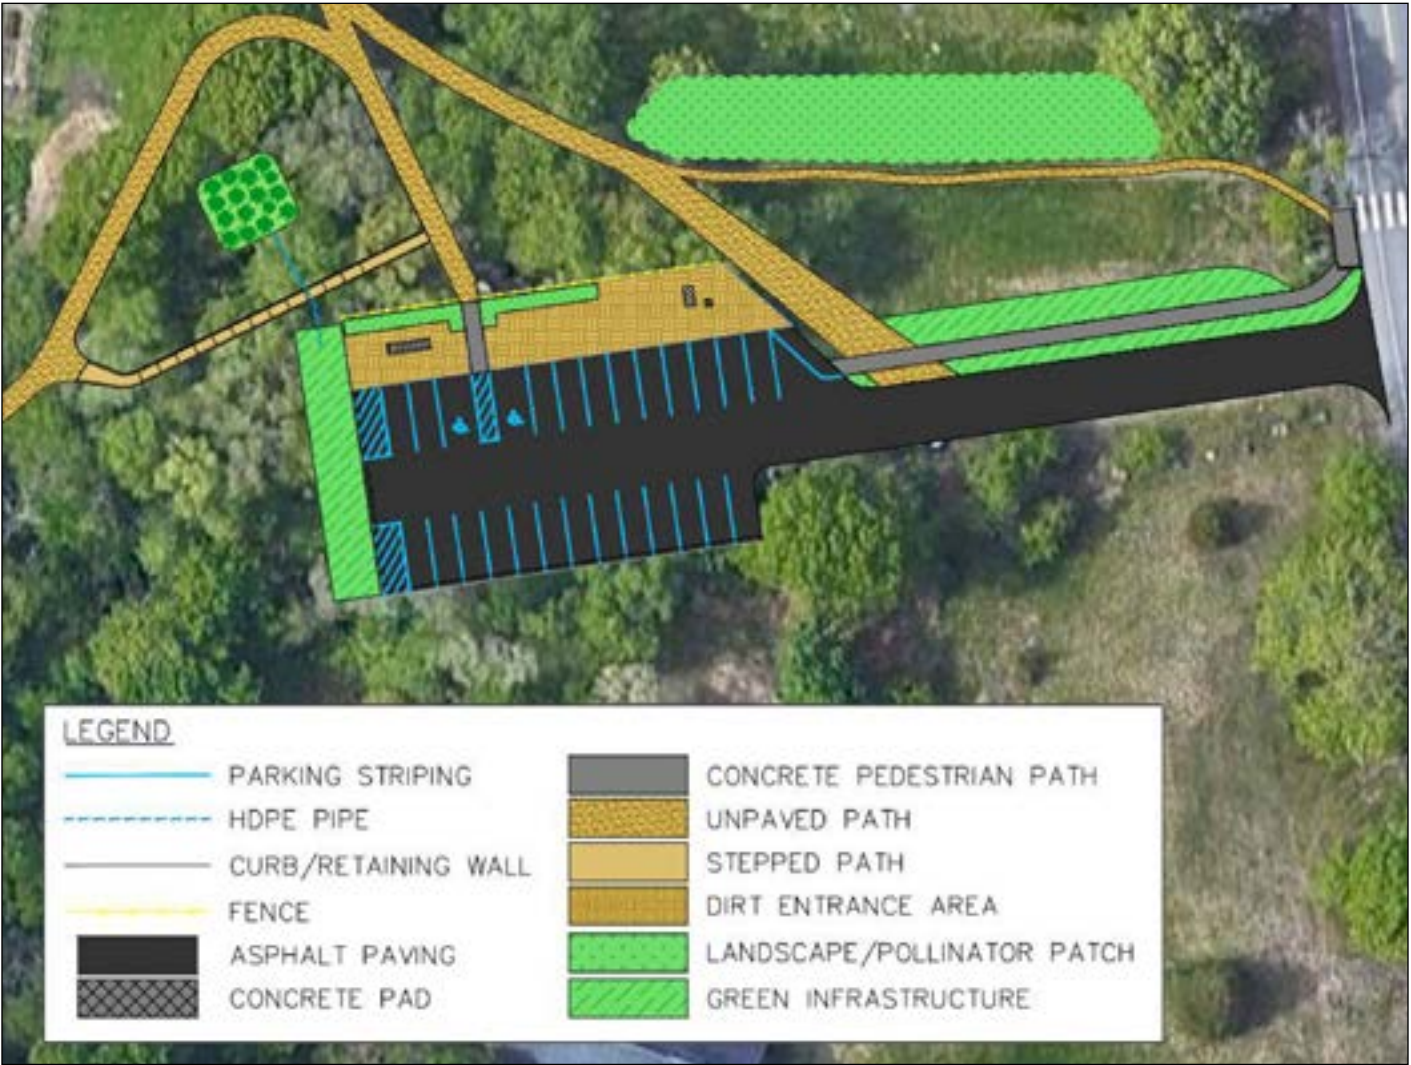 LEGEND
PARKING STRIPING
HDPE PIPE
CURB/RETAINING WALL
FENCE
ASPHALT PAVING
CONCRETE PAD
CONCRETE PEDESTRIAN PATH
UNPAVED PATH
STEPPED PATH
DIRT ENTRANCE AREA
LANDSCAPE/POLLINATOR PATCH
GREEN INFRASTRUCTURE